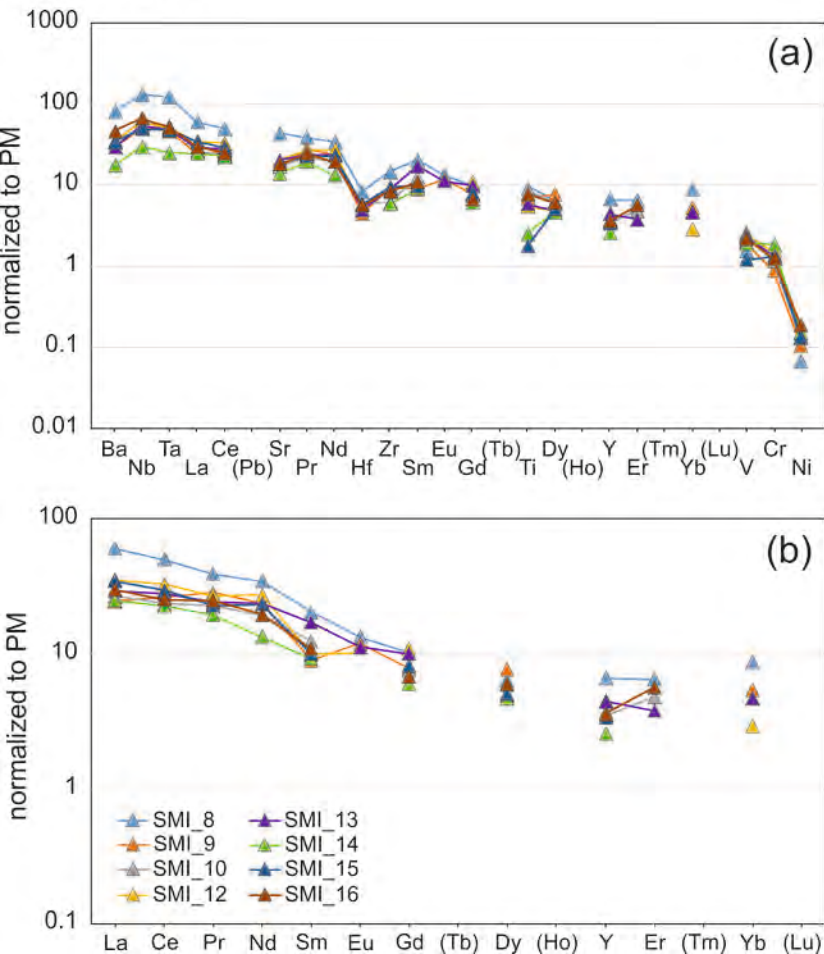 (a)
1000
100
10
1
0.1
0.01
normalized to PM
Ba Ta Ce Sr Nd Zr Eu (Tb) Dy Y (Tm) (Lu) Cr
Nb La (Pb) Pr Hf Sm Gd Ti (Ho) Er Yb V Ni
(b)
100
10
1
0.1
normalized to PM
SMI_8 SMI_13
SMI_9 SMI_14
SMI_10 SMI_15
SMI_12 SMI_16
La Ce Pr Nd Sm Eu Gd (Tb) Dy (Ho) Y Er (Tm) Yb (Lu)